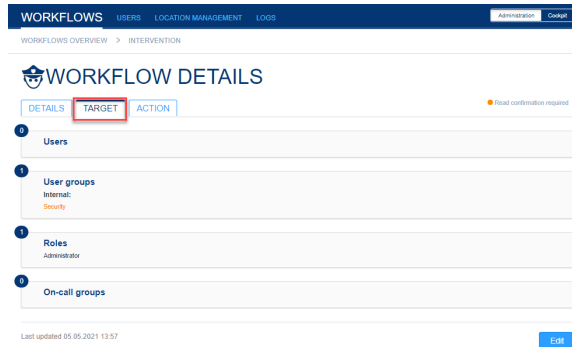 WORKFLOWS USERS LOCATION MANAGEMENT LOGS Administration Cockpit
WORKFLOWS OVERVIEW > INTERVENTION
WORKFLOW DETAILS
DETAILS TARGET ACTION Read confirmation required
0
Users
1
User groups
Internal:
Security
1
Roles
Administrator
0
On-call groups
Last updated 05.05.2021 13:57 Edit